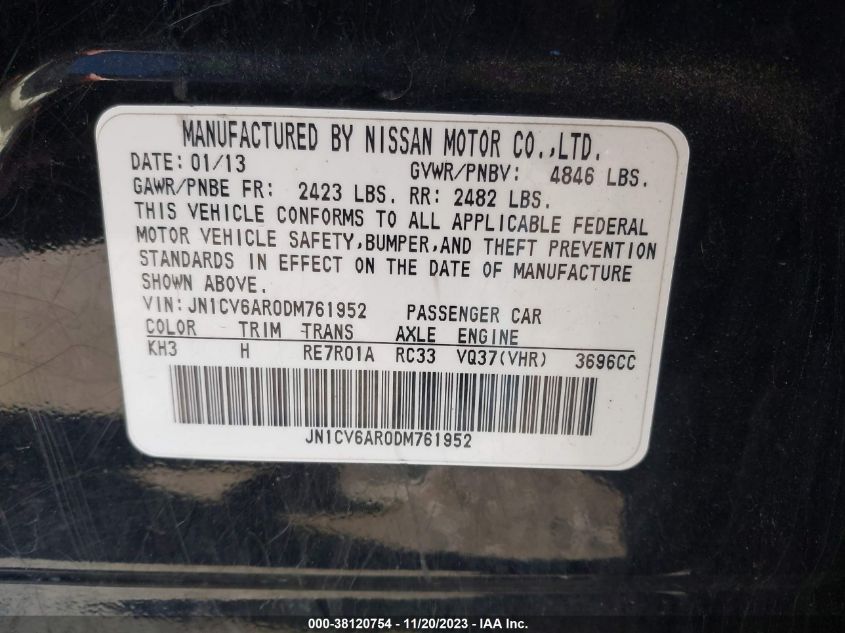 MANUFACTURED BY NISSAN MOTOR CO.,LTD.
DATE: 01/13 GVWR/PNBV: 4846 LBS.
GAWR/PNBE FR: 2423 LBS. RR: 2482 LBS.
THIS VEHICLE CONFORMS TO ALL APPLICABLE FEDERAL
MOTOR VEHICLE SAFETY,BUMPER,AND THEFT PREVENTION
STANDARDS IN EFFECT ON THE DATE OF MANUFACTURE
SHOWN ABOVE.
VIN:JN1CV6AR0DM761952 PASSENGER CAR
COLOR TRIM TRANS AXLE ENGINE
KH3 H RE7R01A RC33 VQ37(VHR) 3696CC
JN1CV6AR0DM761952
000-38120754 - 11/20/2023 - IAA Inc.